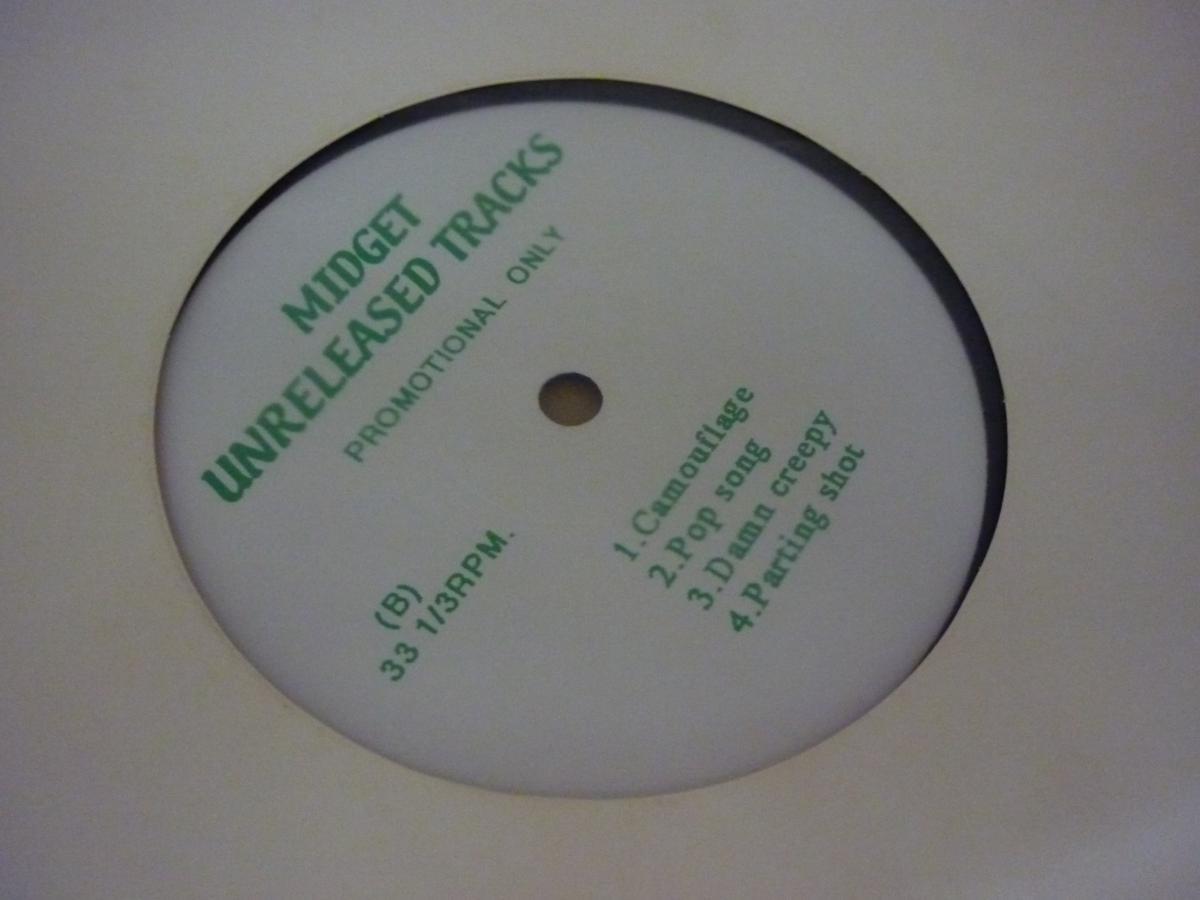 MIDGET
UNRELEASED TRACKS
PROMOTIONAL ONLY
(B)
33 1/3RPM.
1.Camouflage
2.Pop song
3.Damn creepy
4.Parting shot